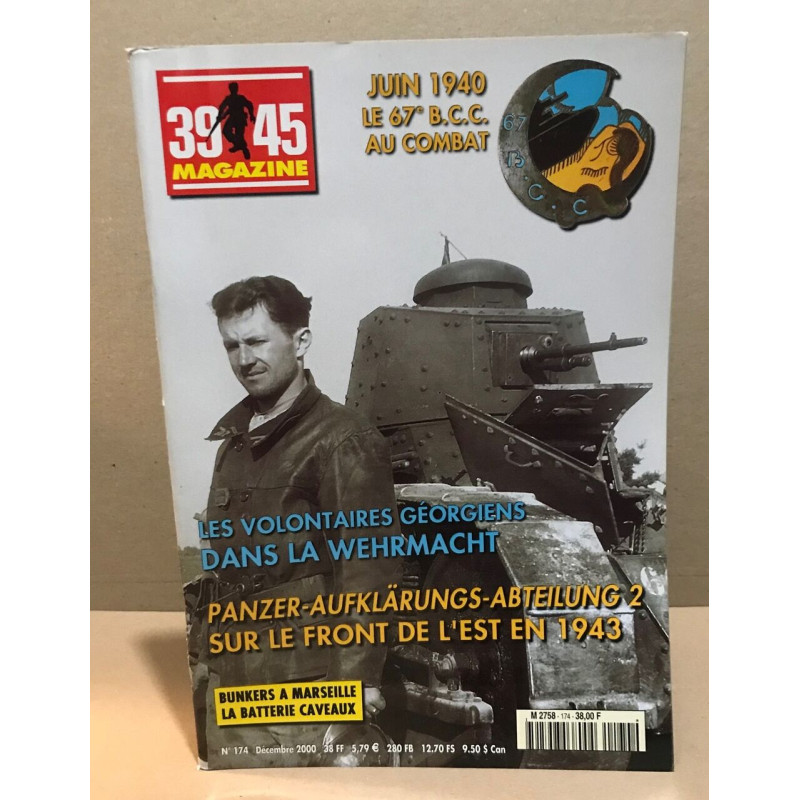 39 45
MAGAZINE
JUIN 1940
LE 67e B.C.C.
AU COMBAT
67
B
C
C
LES VOLONTAIRES GÉORGIENS
DANS LA WEHRMACHT
PANZER-AUFKLÄRUNGS-ABTEILUNG 2
SUR LE FRONT DE L'EST EN 1943
BUNKERS A MARSEILLE
LA BATTERIE CAVEAUX
M 2758 - 174 - 38,00 F
N° 174 Décembre 2000 38 FF 5,79 € 280 FB 12.70 FS 9.50 $ Can